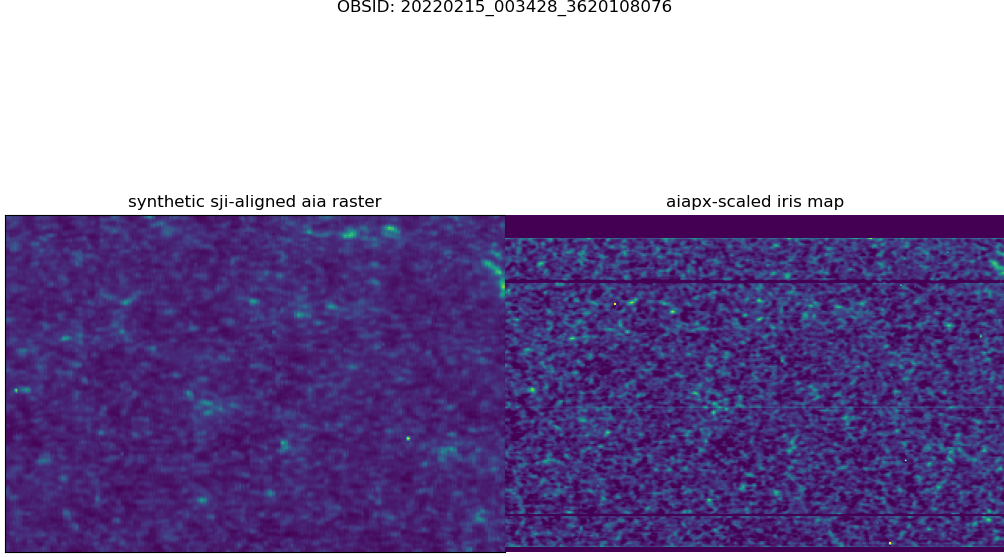 OBSID: 20220215_003428_3620108076
synthetic sji-aligned aia raster
aiapx-scaled iris map